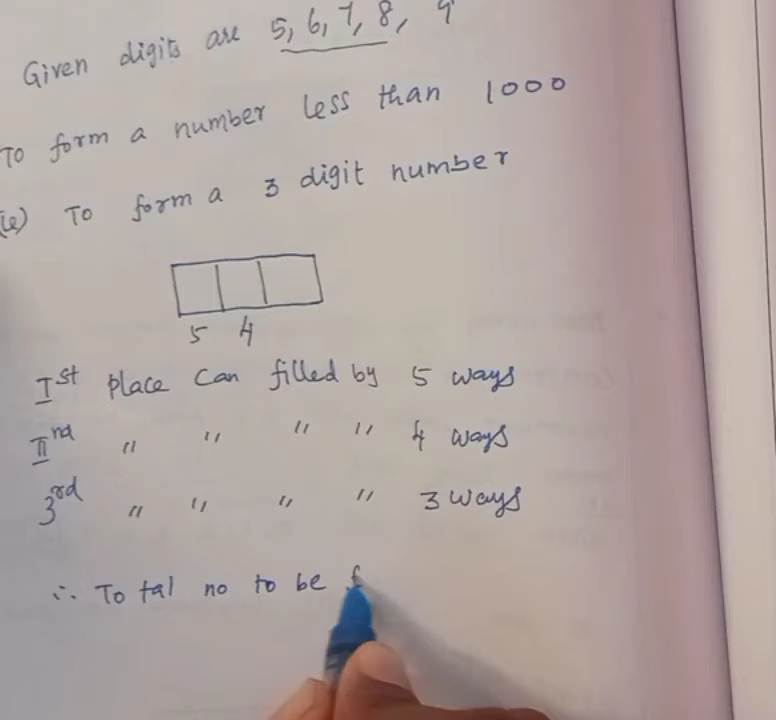 Given digits are 5, 6, 7, 8, 9
To form a number less than 1000
(ie) To form a 3 digit number
5 4
Ist place can filled by 5 ways
IInd " " " " 4 ways
3rd " " " " 3 ways
∴ To tal no to be f